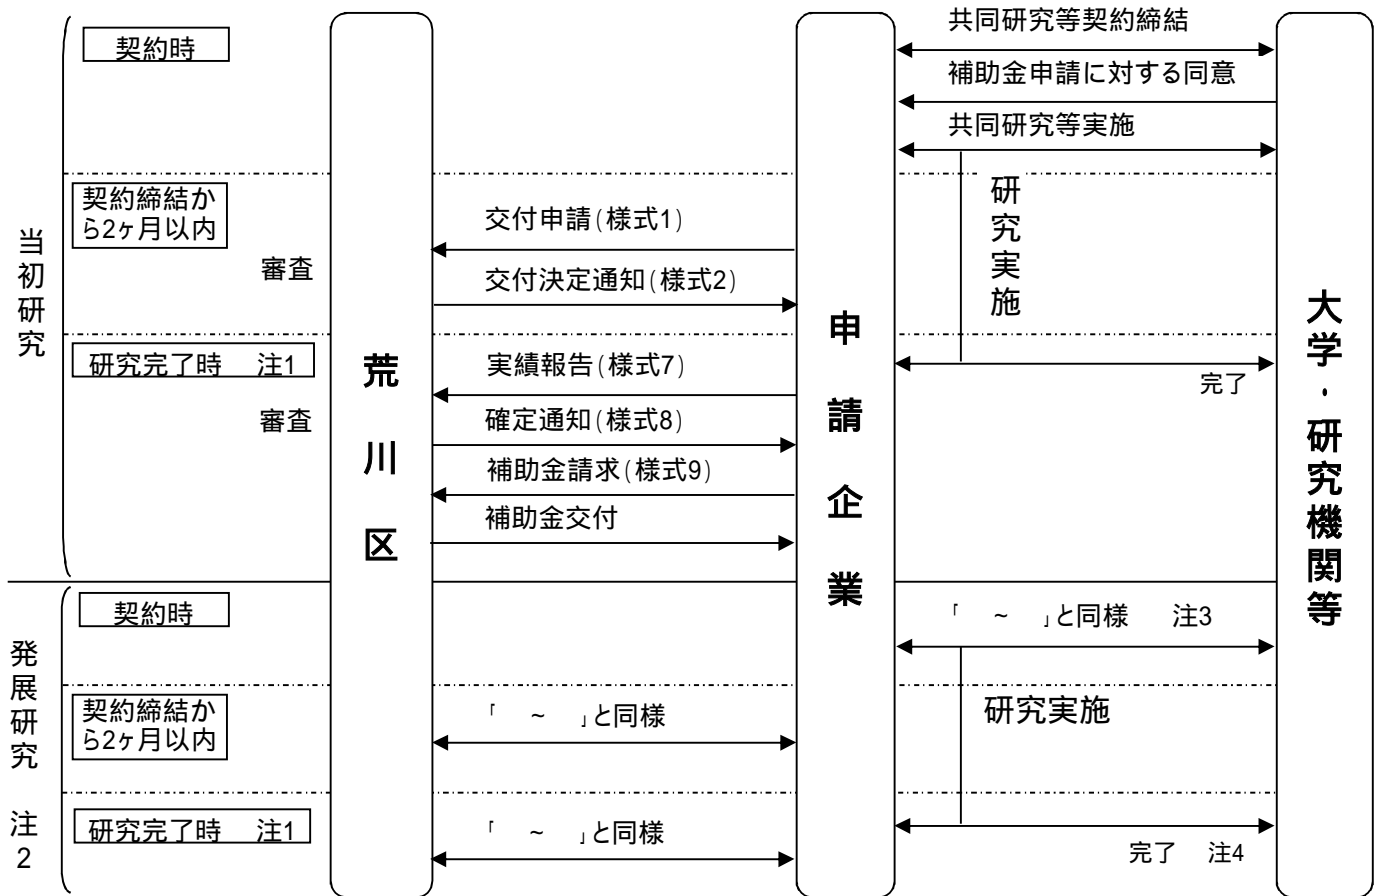 共同研究等契約締結
契約時
補助金申請に対する同意
共同研究等実施
契約締結か
ら2ヶ月以内
研究実施
交付申請(様式1)
審査
交付決定通知(様式2)
当初研究
研究完了時 注1
実績報告(様式7)
完了
審査
確定通知(様式8)
補助金請求(様式9)
補助金交付
荒川区
申請企業
大学・研究機関等
契約時
「 ~ 」と同様 注3
発展研究 注2
契約締結か
ら2ヶ月以内
「 ~ 」と同様
研究実施
研究完了時 注1
「 ~ 」と同様
完了 注4